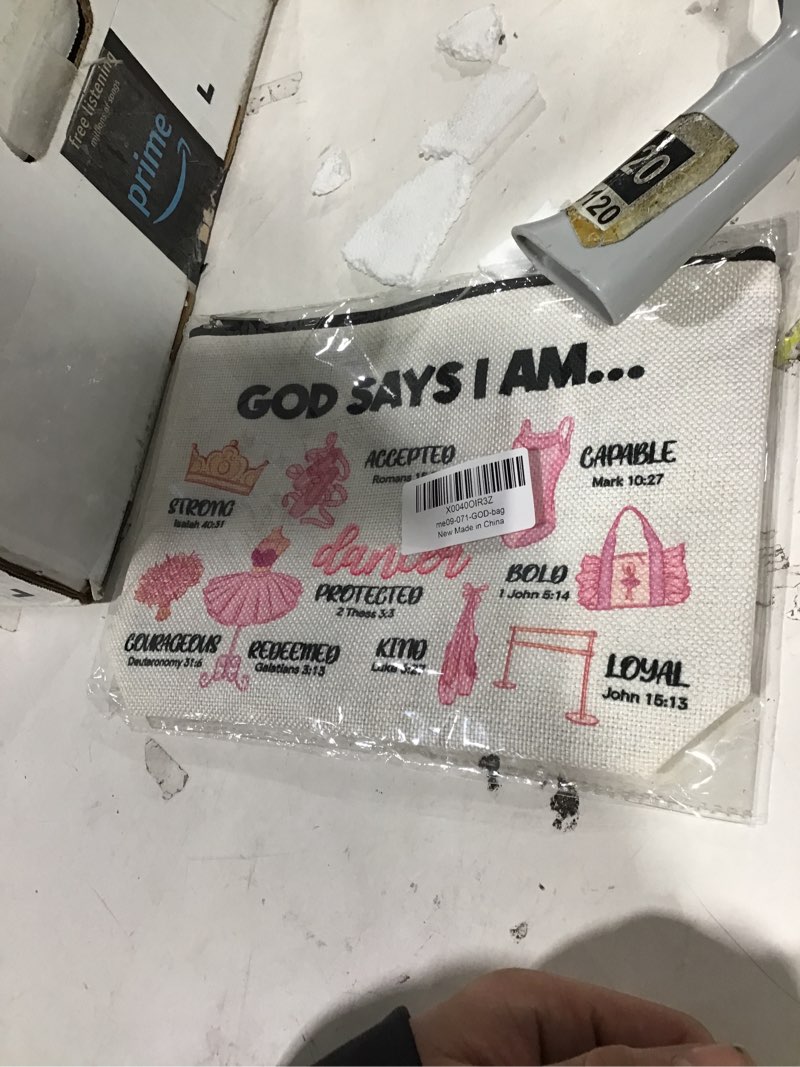 free listening
prime
L
20
120
GOD SAYS I AM...
ACCEPTED
Romans
CAPABLE
Mark 10:27
STRONG
Isaiah 40:31
X0040OIR3Z
me09-071-GOD-bag
New Made in China
dancer
PROTECTED
2 Thess 3:3
BOLD
1 John 5:14
COURAGEOUS
Deuteronomy 31:6
REDEEMED
Galatians 3:13
KIND
Luke
LOYAL
John 15:13